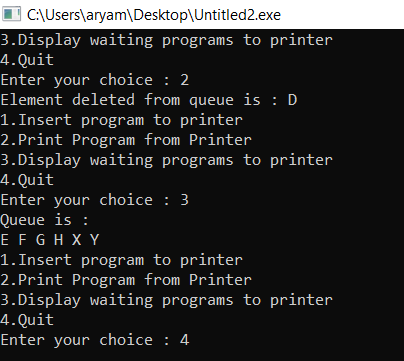 C:\Users\aryam\Desktop\Untitled2.exe
3.Display waiting programs to printer
4.Quit
Enter your choice : 2
Element deleted from queue is : D
1.Insert program to printer
2.Print Program from Printer
3.Display waiting programs to printer
4.Quit
Enter your choice : 3
Queue is :
E F G H X Y
1.Insert program to printer
2.Print Program from Printer
3.Display waiting programs to printer
4.Quit
Enter your choice : 4